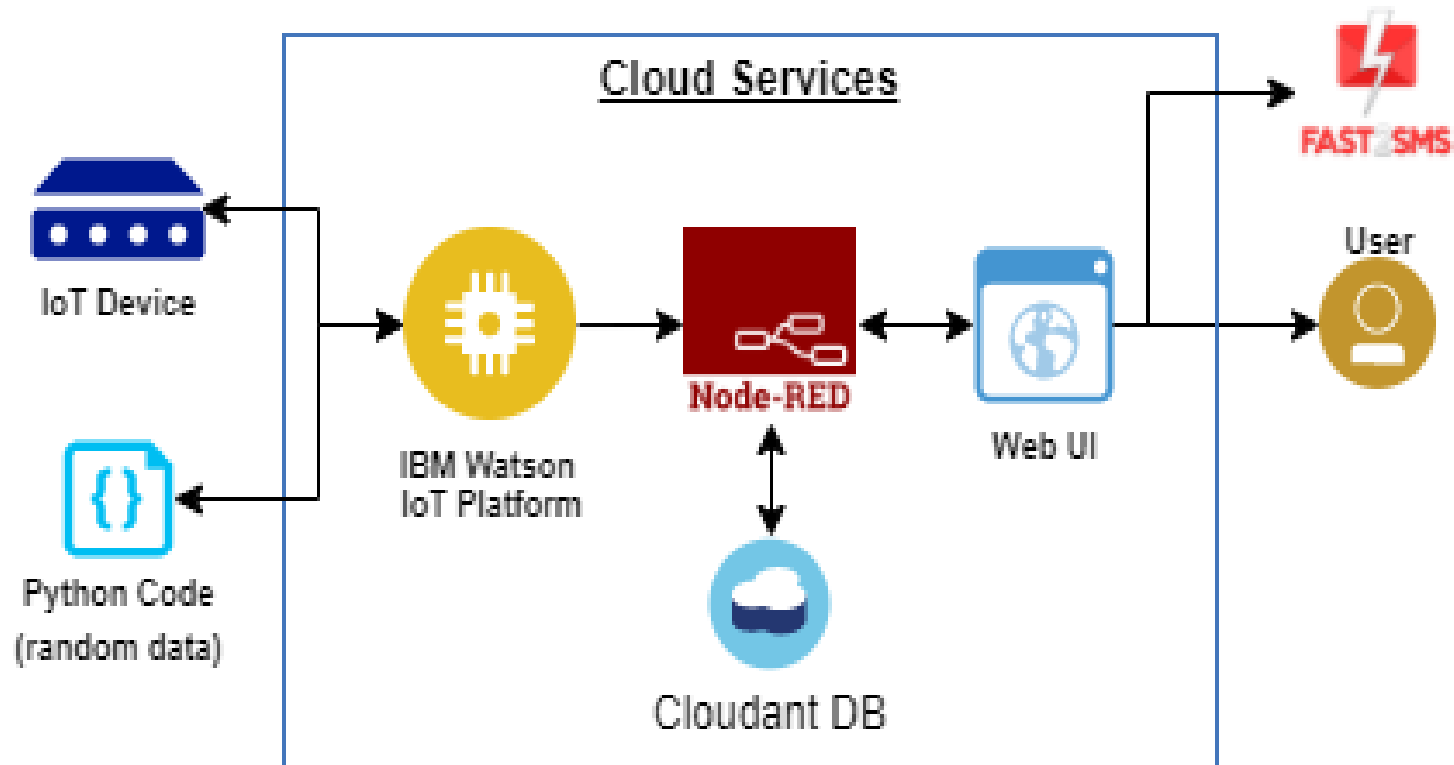 Cloud Services
FAST2SMS
User
IoT Device
Node-RED
Web UI
IBM Watson
IoT Platform
{}
Python Code
(random data)
Cloudant DB